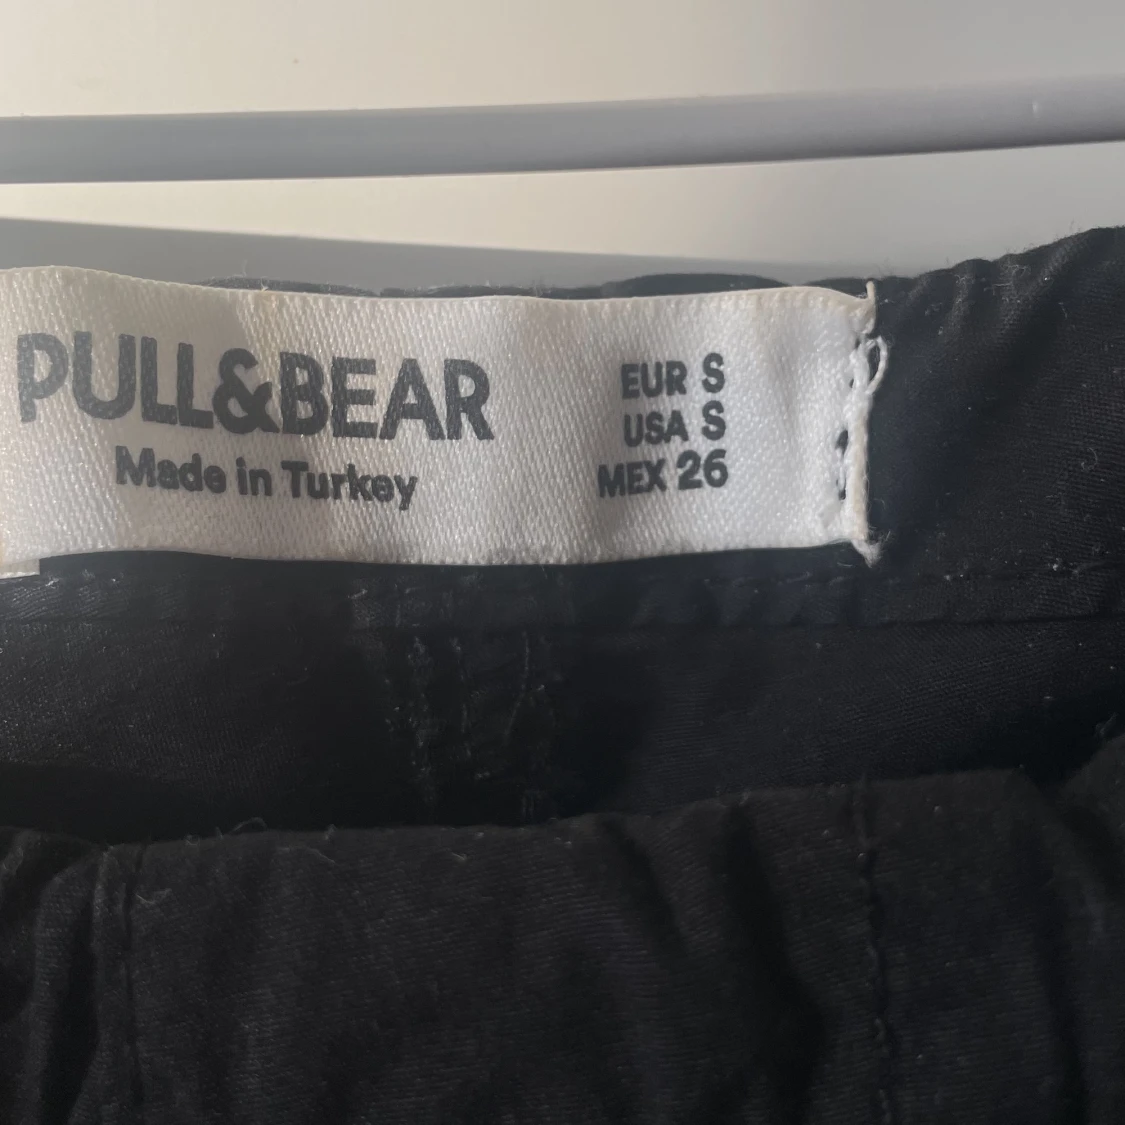 PULL&BEAR
Made in Turkey
EUR S
USA S
MEX 26